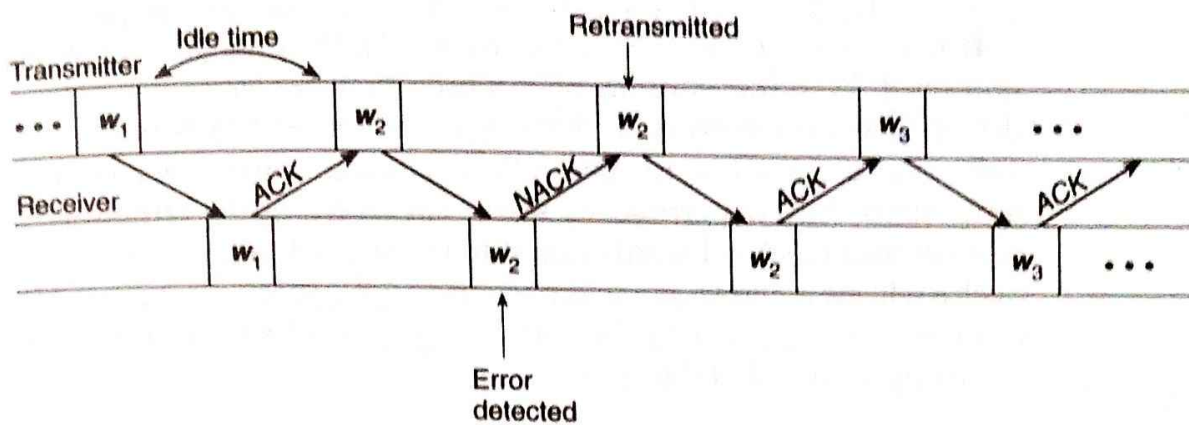 Idle time
Retransmitted
Transmitter
... w₁ w₂ w₂ w₃ ...
ACK NACK ACK ACK
Receiver
w₁ w₂ w₂ w₃ ...
Error
detected